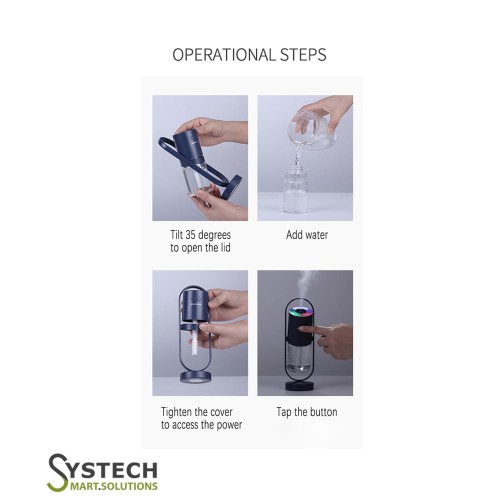 OPERATIONAL STEPS
Tilt 35 degrees
to open the lid
Add water
Tighten the cover
to access the power
Tap the button
SYSTECH
MART.SOLUTIONS